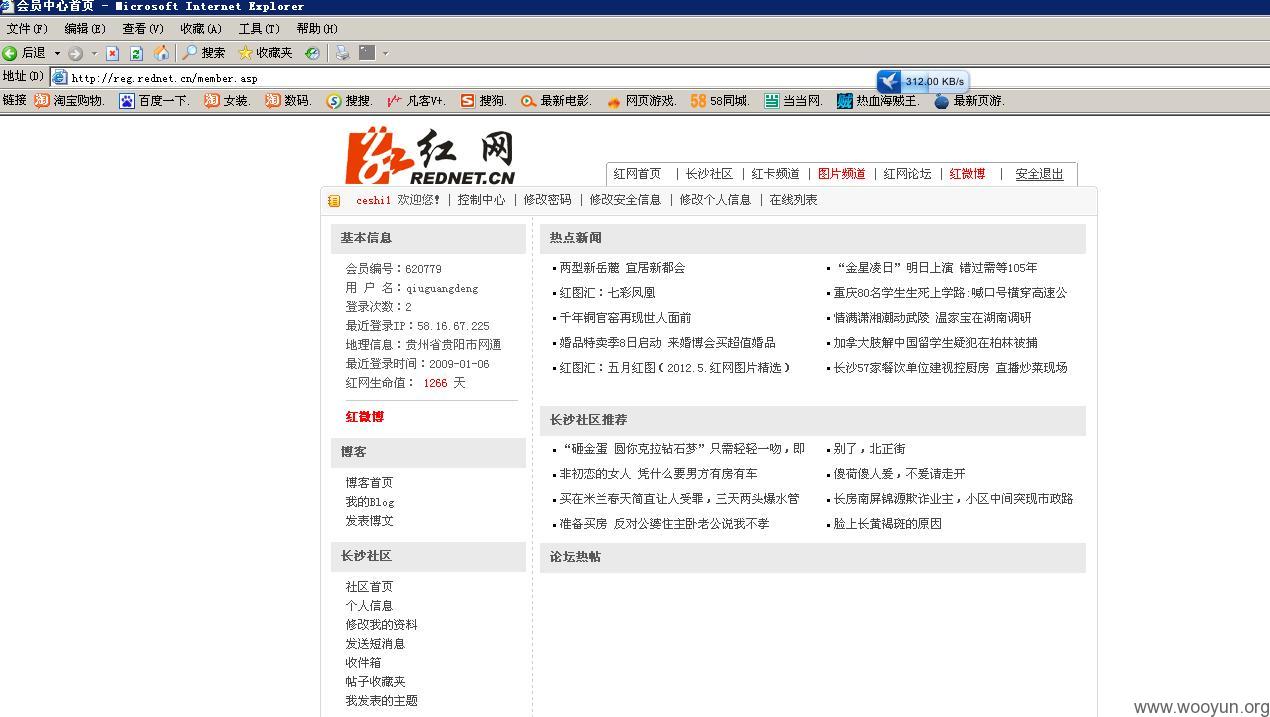 会员中心首页 - Microsoft Internet Explorer
文件(F) 编辑(E) 查看(V) 收藏(A) 工具(T) 帮助(H)
后退 搜索 收藏夹
地址(D) http://reg.rednet.cn/member.asp
312.00 KB/s
链接 淘宝购物. 百度一下. 女装. 数码. 搜搜. 凡客V+. 搜狗. 最新电影. 网页游戏. 58同城. 当当网. 热血海贼王. 最新页游.
红网
REDNET.CN
红网首页 | 长沙社区 | 红卡频道 | 图片频道 | 红网论坛 | 红微博 | 安全退出
ceshi1 欢迎您! | 控制中心 | 修改密码 | 修改安全信息 | 修改个人信息 | 在线列表
基本信息
会员编号：620779
用 户 名：qiuguangdeng
登录次数：2
最近登录IP：58.16.67.225
地理信息：贵州省贵阳市网通
最近登录时间：2009-01-06
红网生命值： 1266 天
红微博
博客
博客首页
我的Blog
发表博文
长沙社区
社区首页
个人信息
修改我的资料
发送短消息
收件箱
帖子收藏夹
我发表的主题
热点新闻
两型新岳麓 宜居新都会
“金星凌日”明日上演 错过需等105年
红图汇：七彩凤凰
重庆80名学生生死上学路:喊口号横穿高速公
千年铜官窑再现世人面前
情满潇湘潮动武陵 温家宝在湖南调研
婚品特卖季8日启动 来婚博会买超值婚品
加拿大肢解中国留学生疑犯在柏林被捕
红图汇：五月红图(2012.5.红网图片精选)
长沙57家餐饮单位建视控厨房 直播炒菜现场
长沙社区推荐
“砸金蛋 圆你克拉钻石梦”只需轻轻一吻，即
别了，北正街
非初恋的女人 凭什么要男方有房有车
傻荷傻人爱，不爱请走开
买在米兰春天简直让人受罪，三天两头爆水管
长房南屏锦源欺诈业主，小区中间突现市政路
准备买房 反对公婆住主卧老公说我不孝
脸上长黄褐斑的原因
论坛热帖
www.wooyun.org